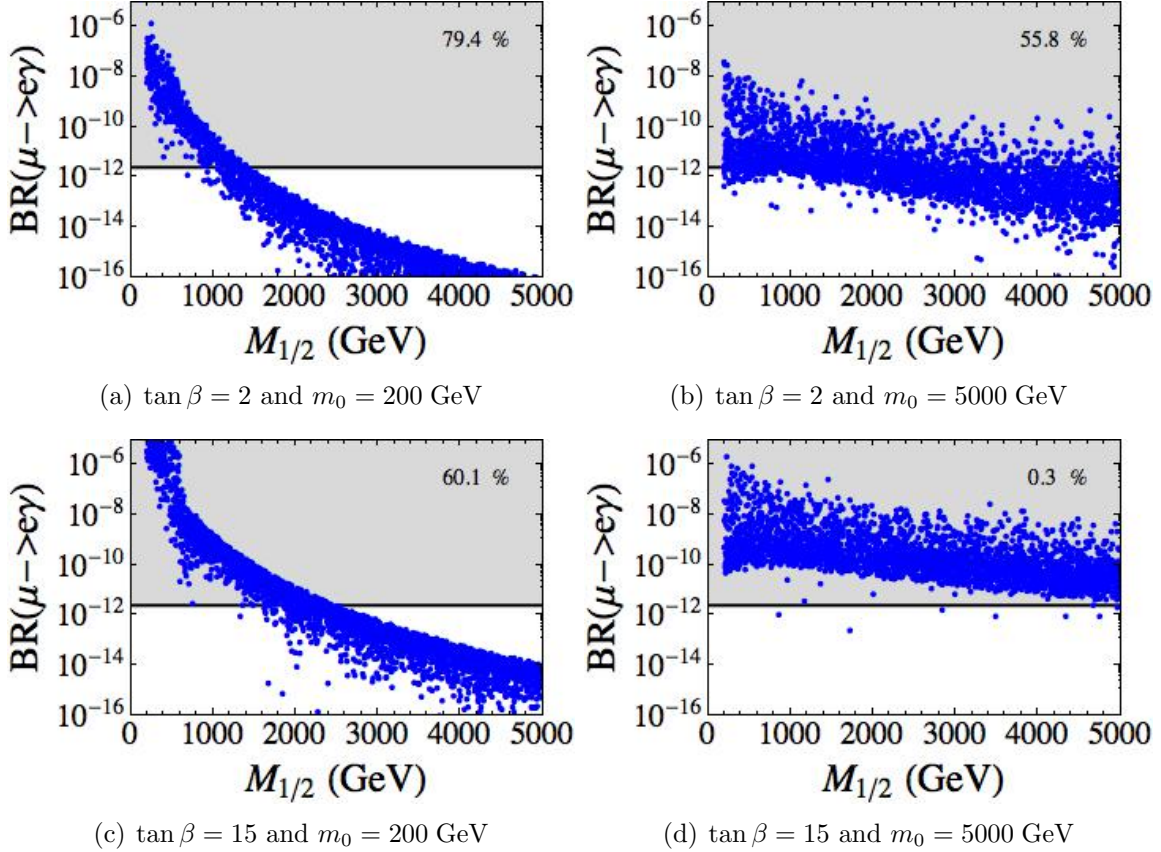 79.4 %
BR(μ−>eγ)
10⁻⁶
10⁻⁸
10⁻¹⁰
10⁻¹²
10⁻¹⁴
10⁻¹⁶
0 1000 2000 3000 4000 5000
M₁/₂ (GeV)
(a) tan β = 2 and m₀ = 200 GeV
55.8 %
BR(μ−>eγ)
10⁻⁶
10⁻⁸
10⁻¹⁰
10⁻¹²
10⁻¹⁴
10⁻¹⁶
0 1000 2000 3000 4000 5000
M₁/₂ (GeV)
(b) tan β = 2 and m₀ = 5000 GeV
60.1 %
BR(μ−>eγ)
10⁻⁶
10⁻⁸
10⁻¹⁰
10⁻¹²
10⁻¹⁴
10⁻¹⁶
0 1000 2000 3000 4000 5000
M₁/₂ (GeV)
(c) tan β = 15 and m₀ = 200 GeV
0.3 %
BR(μ−>eγ)
10⁻⁶
10⁻⁸
10⁻¹⁰
10⁻¹²
10⁻¹⁴
10⁻¹⁶
0 1000 2000 3000 4000 5000
M₁/₂ (GeV)
(d) tan β = 15 and m₀ = 5000 GeV